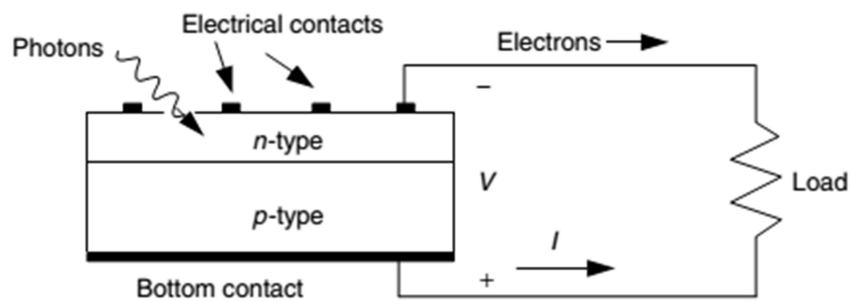 Electrical contacts
Photons
Electrons
−
n-type
V
Load
p-type
I
+
Bottom contact